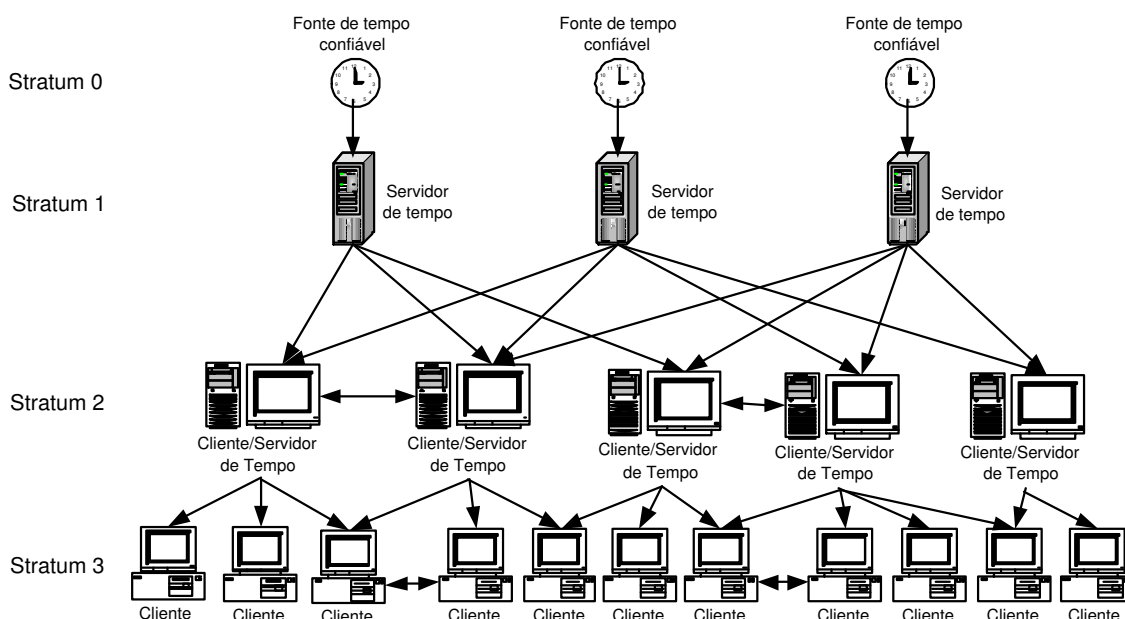 Fonte de tempo
confiável
Fonte de tempo
confiável
Fonte de tempo
confiável
Stratum 0
Stratum 1
Servidor
de tempo
Servidor
de tempo
Servidor
de tempo
Stratum 2
Cliente/Servidor
de Tempo
Cliente/Servidor
de Tempo
Cliente/Servidor
de Tempo
Cliente/Servidor
de Tempo
Cliente/Servidor
de Tempo
Stratum 3
Cliente
Cliente
Cliente
Cliente
Cliente
Cliente
Cliente
Cliente
Cliente
Cliente
Cliente